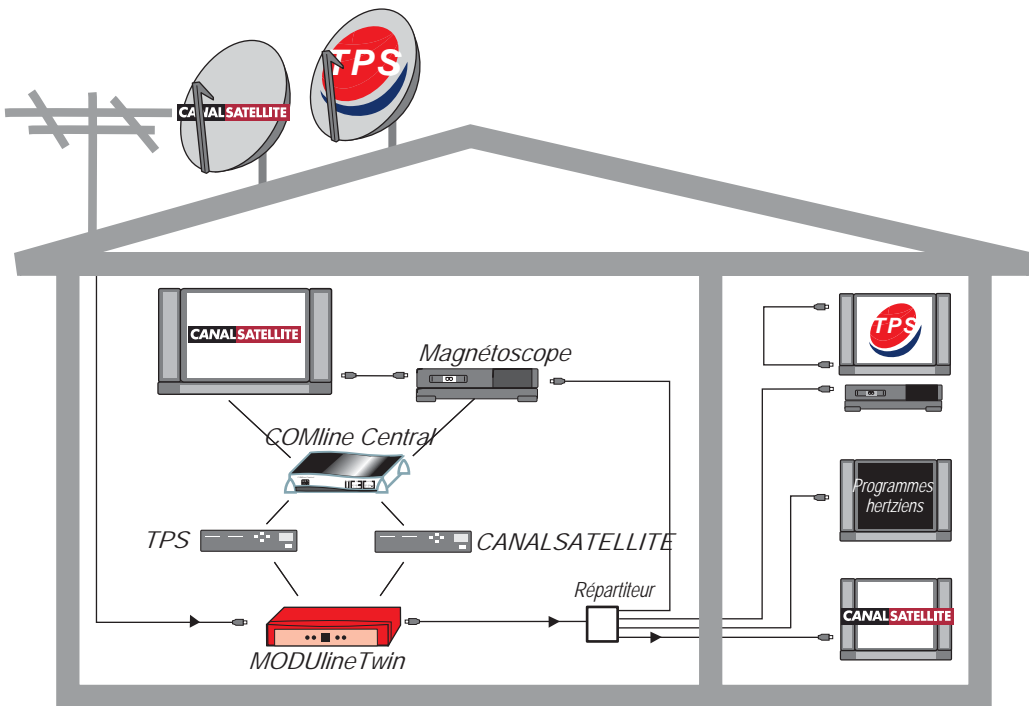 TPS
CANALSATELLITE
CANALSATELLITE
Magnétoscope
TPS
COMline Central
Programmes
hertziens
TPS
CANALSATELLITE
Répartiteur
CANALSATELLITE
MODUlineTwin